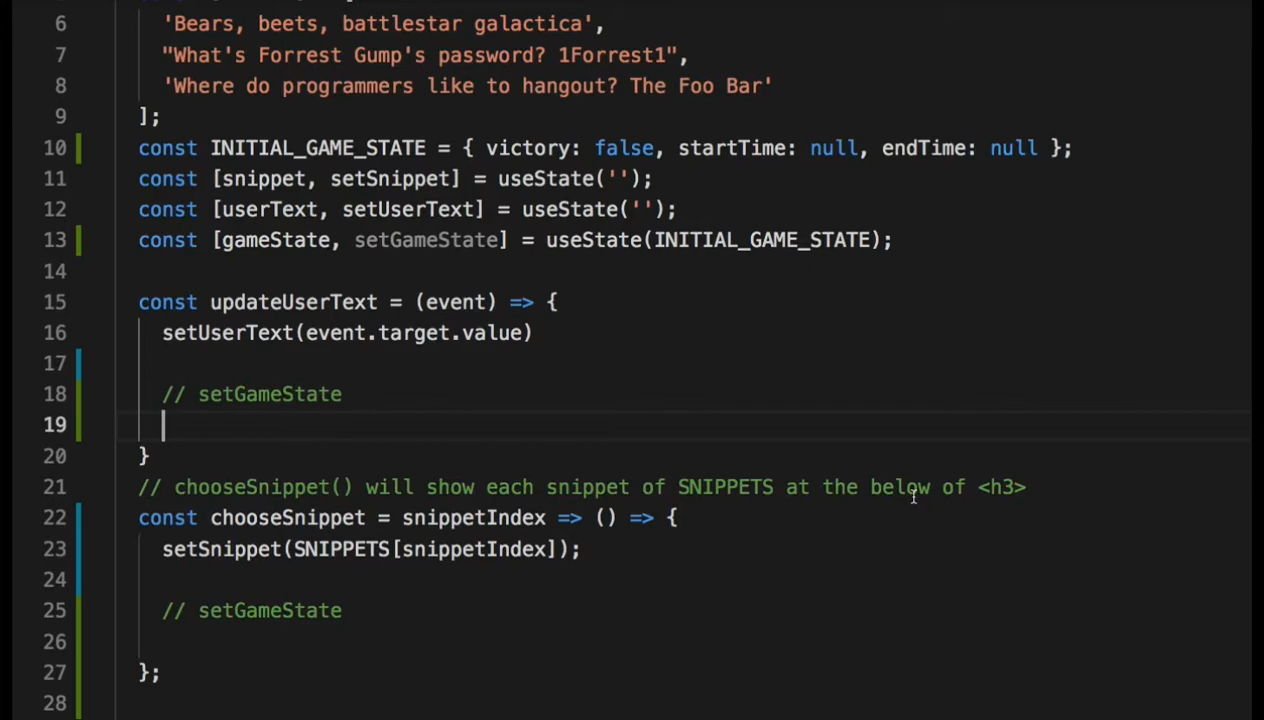 6 'Bears, beets, battlestar galactica',
7 "What's Forrest Gump's password? 1Forrest1",
8 'Where do programmers like to hangout? The Foo Bar'
9 ];
10 const INITIAL_GAME_STATE = { victory: false, startTime: null, endTime: null };
11 const [snippet, setSnippet] = useState('');
12 const [userText, setUserText] = useState('');
13 const [gameState, setGameState] = useState(INITIAL_GAME_STATE);
14
15 const updateUserText = (event) => {
16 setUserText(event.target.value)
17
18 // setGameState
19
20 }
21 // chooseSnippet() will show each snippet of SNIPPETS at the below of <h3>
22 const chooseSnippet = snippetIndex => () => {
23 setSnippet(SNIPPETS[snippetIndex]);
24
25 // setGameState
26
27 };
28